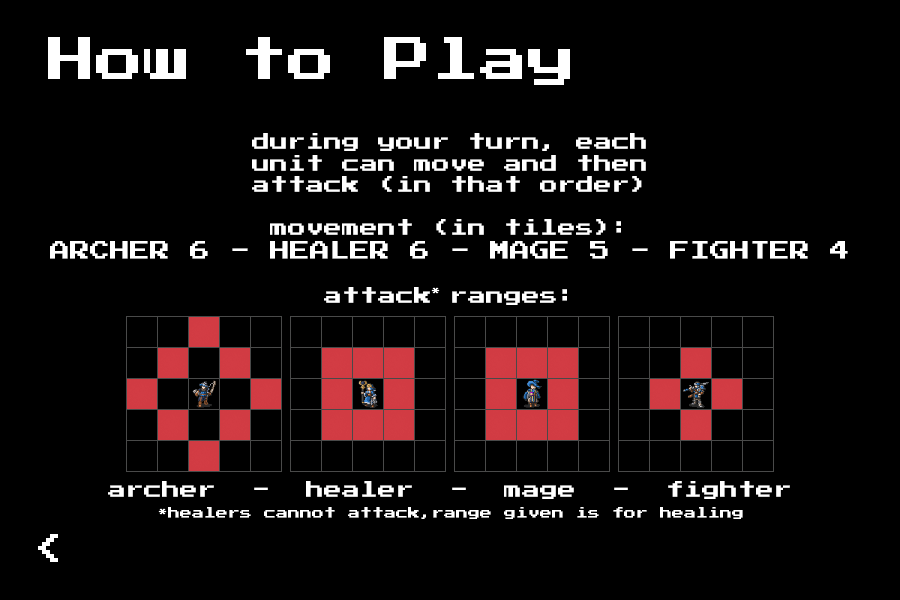 How to Play
during your turn, each
unit can move and then
attack (in that order)
movement (in tiles):
ARCHER 6 - HEALER 6 - MAGE 5 - FIGHTER 4
attack* ranges:
archer - healer - mage - fighter
*healers cannot attack,range given is for healing
<